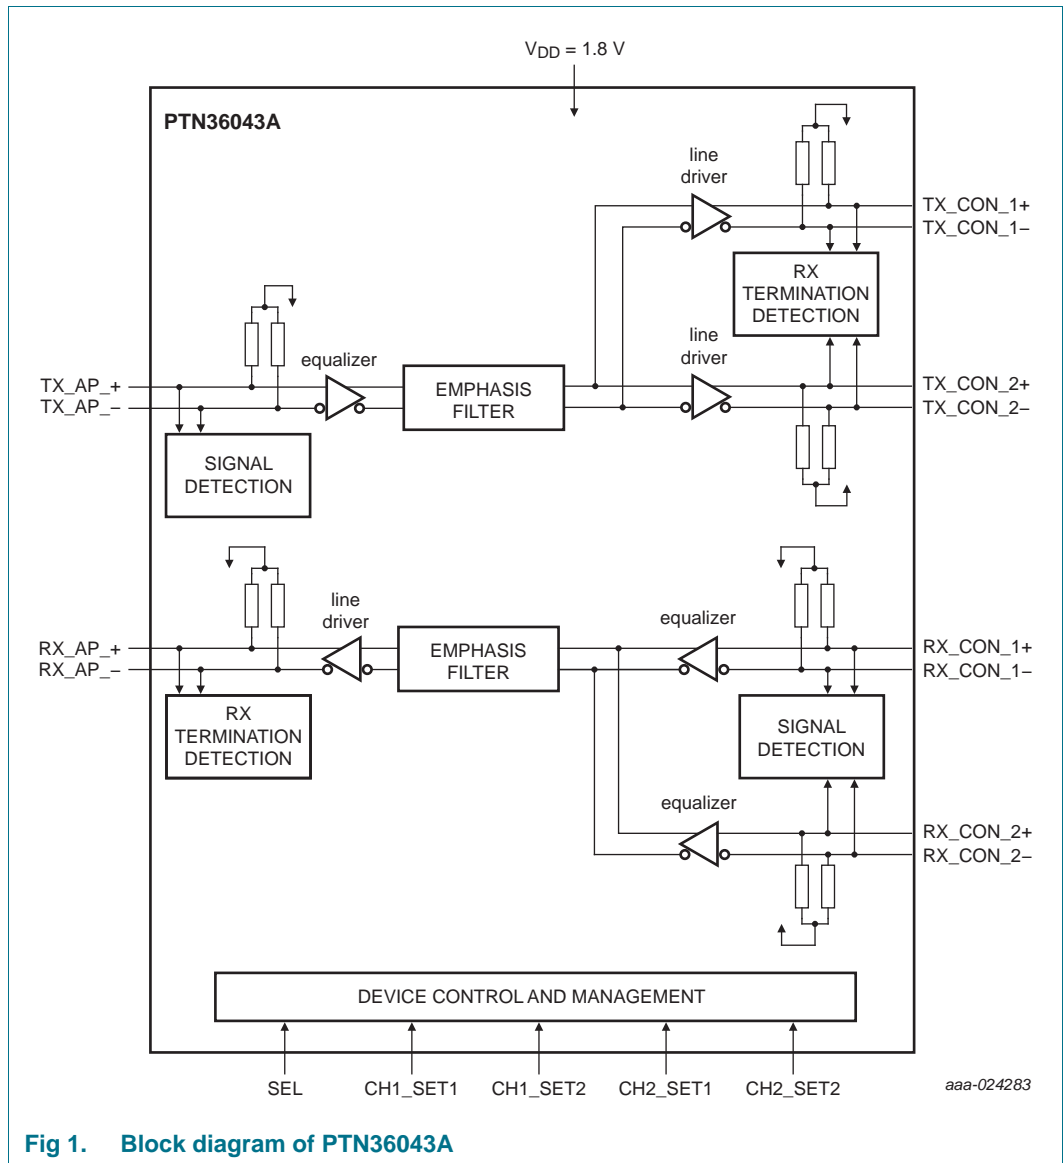 VDD = 1.8 V
PTN36043A
line
driver
TX_CON_1+
TX_CON_1−
RX
TERMINATION
DETECTION
line
driver
equalizer
TX_AP_+
TX_AP_−
EMPHASIS
FILTER
TX_CON_2+
TX_CON_2−
SIGNAL
DETECTION
line
driver
equalizer
RX_AP_+
RX_AP_−
EMPHASIS
FILTER
RX_CON_1+
RX_CON_1−
RX
TERMINATION
DETECTION
SIGNAL
DETECTION
equalizer
RX_CON_2+
RX_CON_2−
DEVICE CONTROL AND MANAGEMENT
SEL CH1_SET1 CH1_SET2 CH2_SET1 CH2_SET2
aaa-024283
Fig 1. Block diagram of PTN36043A